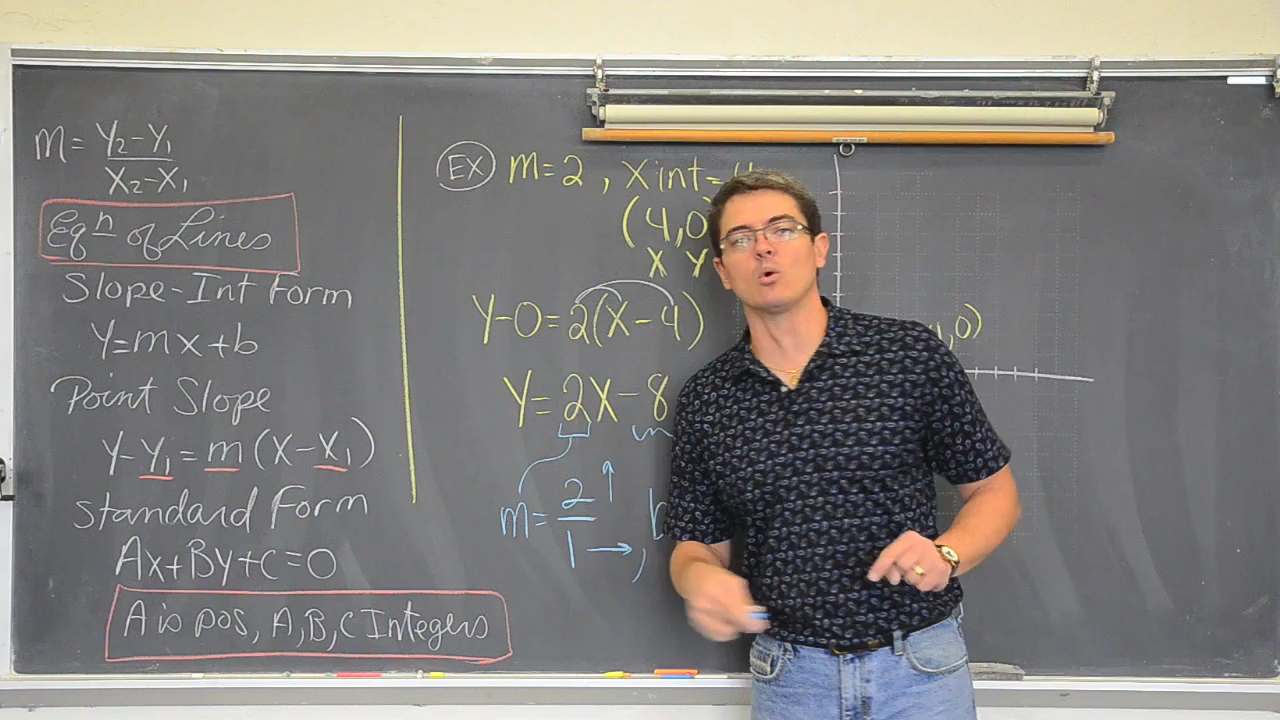 m = Y₂-Y₁
X₂-X₁
Eqⁿ of Lines
Slope-Int Form
Y=mx+b
Point Slope
Y-Y₁=m(X-X₁)
Standard Form
Ax+By+C=0
A is pos, A,B,C Integers
EX m=2, X int=
(4,0)
X Y
Y-0=2(X-4)
Y=2X-8
m=2
1 → , b
,0)